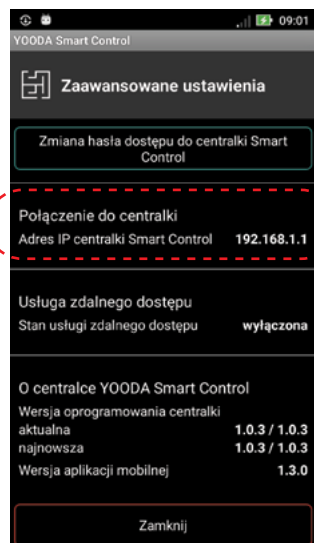 09:01
YOODA Smart Control
Zaawansowane ustawienia
Zmiana hasła dostępu do centralki Smart
Control
Połączenie do centralki
Adres IP centralki Smart Control 192.168.1.1
Usługa zdalnego dostępu
Stan usługi zdalnego dostępu wyłączona
O centralce YOODA Smart Control
Wersja oprogramowania centralki
aktualna 1.0.3 / 1.0.3
najnowsza 1.0.3 / 1.0.3
Wersja aplikacji mobilnej 1.3.0
Zamknij